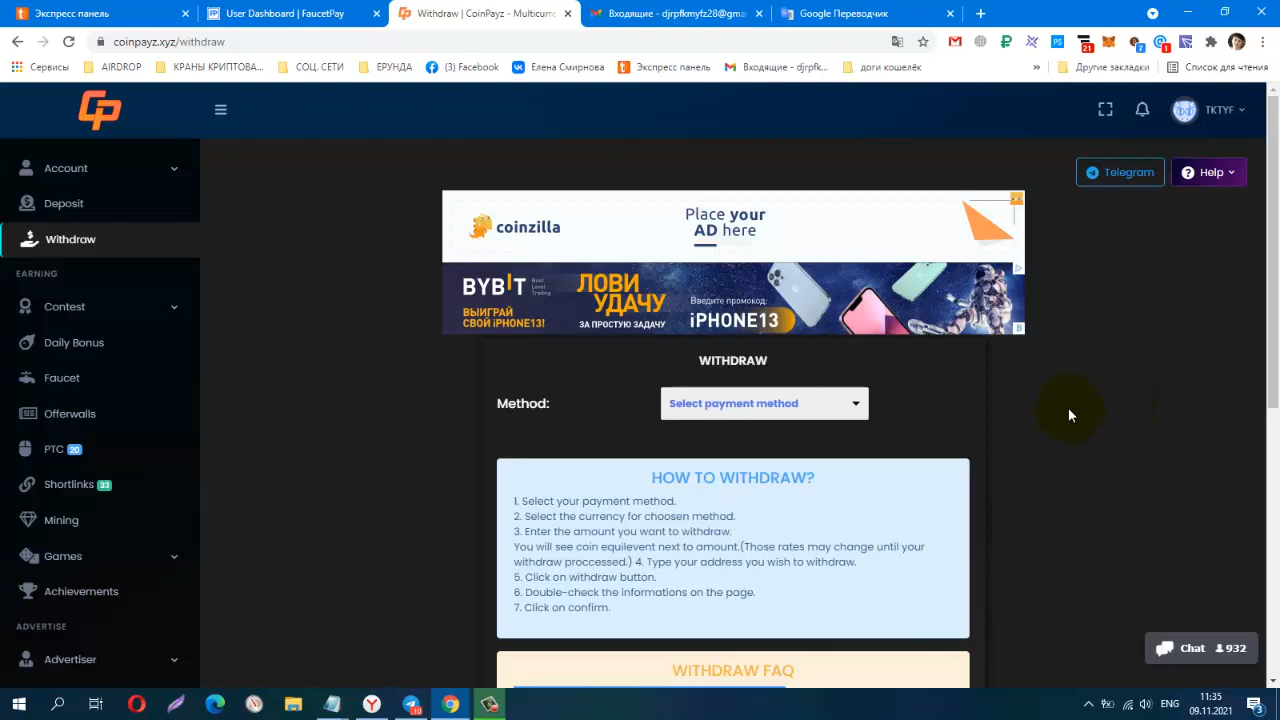 Экспресс панель
User Dashboard | FaucetPay
Withdraw | CoinPayz - Multicurre
Входящие - djrpfkmyfz28@gma
Google Переводчик
coinpayz.xyz/withdraw
21
7
1
Сервисы
AIRDROP
КРАНЫ КРИПТОВА...
СОЦ. СЕТИ
ЕРУНДА
(3) Facebook
Елена Смирнова
Экспресс панель
Входящие - djrpfk...
доги кошелёк
»
Другие закладки
Список для чтения
TKTYF
Account
Deposit
Withdraw
EARNING
Contest
Daily Bonus
Faucet
Offerwalls
PTC 20
Shortlinks 33
Mining
Games
Achievements
ADVERTISE
Advertiser
Telegram
Help
coinzilla
Place your
AD here
BYBIT
Next Level Trading
ВЫИГРАЙ
СВОЙ iPHONE13!
ЛОВИ
УДАЧУ
ЗА ПРОСТУЮ ЗАДАЧУ
Введите промокод:
iPHONE13
WITHDRAW
Method:
Select payment method
HOW TO WITHDRAW?
1. Select your payment method.
2. Select the currency for choosen method.
3. Enter the amount you want to withdraw.
You will see coin equilevent next to amount.(Those rates may change until your
withdraw proccessed.) 4. Type your address you wish to withdraw.
5. Click on withdraw button.
6. Double-check the informations on the page.
7. Click on confirm.
WITHDRAW FAQ
Chat 932
ENG
11:35
09.11.2021
3